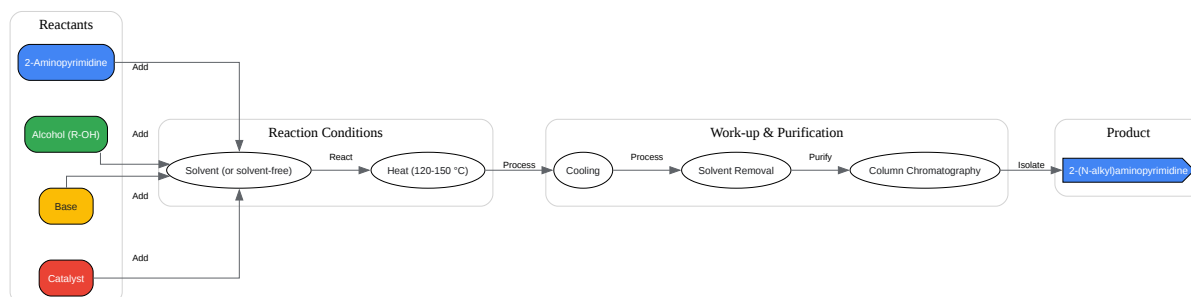 Reactants
2-Aminopyrimidine
Add
Alcohol (R-OH)
Add
Base
Add
Catalyst
Add
Reaction Conditions
Solvent (or solvent-free)
React
Heat (120-150 °C)
Process
Work-up & Purification
Cooling
Process
Solvent Removal
Purify
Column Chromatography
Isolate
Product
2-(N-alkyl)aminopyrimidine